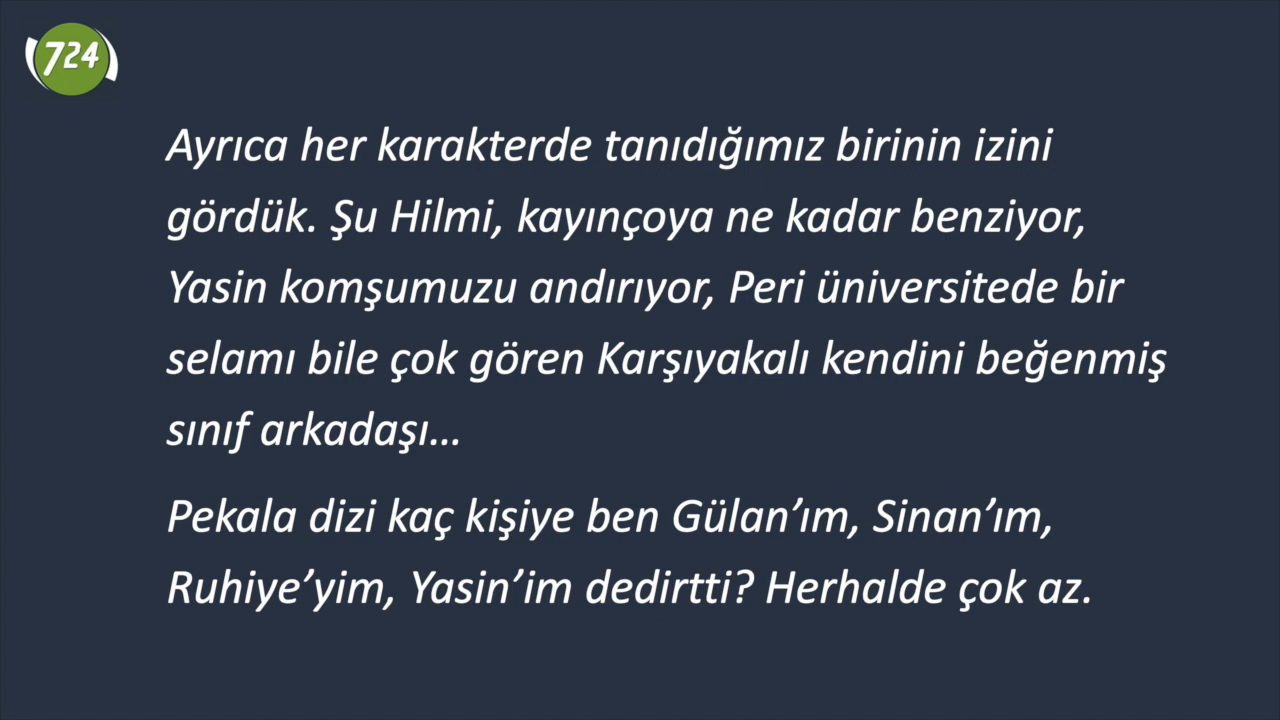 724
Ayrıca her karakterde tanıdığımız birinin izini
gördük. Şu Hilmi, kayınçoya ne kadar benziyor,
Yasin komşumuzu andırıyor, Peri üniversitede bir
selamı bile çok gören Karşıyakalı kendini beğenmiş
sınıf arkadaşı...
Pekala dizi kaç kişiye ben Gülan’ım, Sinan’ım,
Ruhiye’yim, Yasin’im dedirtti? Herhalde çok az.